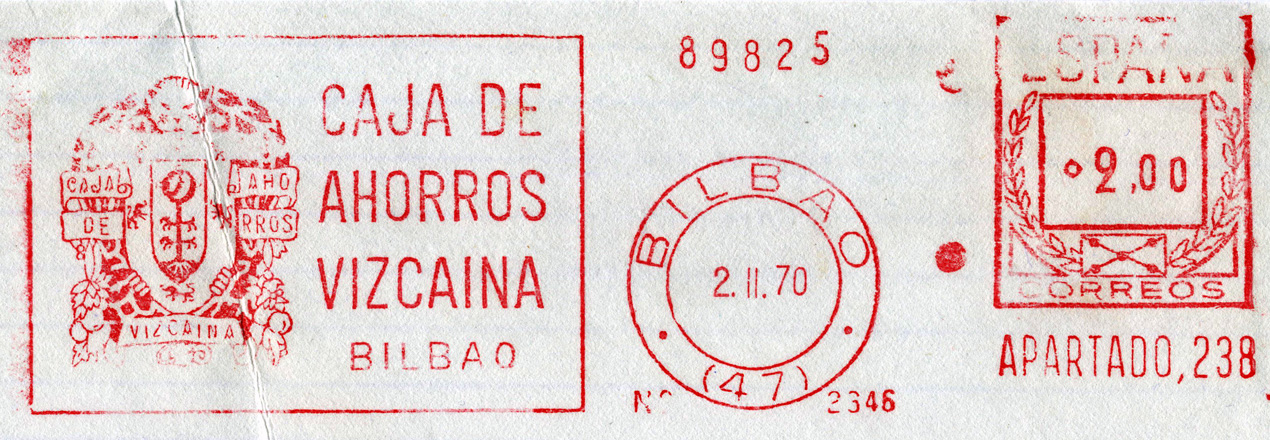 CAJA AHO
DE RROS
VIZCAINA
CAJA DE
AHORROS
VIZCAINA
BILBAO
89825
BILBAO
2.II.70
(47)
Nº 2346
ESPAÑA
2,00
CORREOS
APARTADO, 238